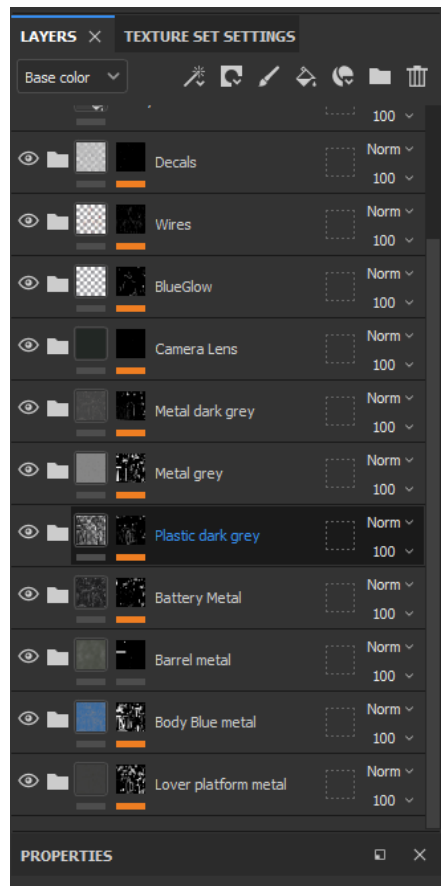 LAYERS × TEXTURE SET SETTINGS
Base color
100
Decals Norm
100
Wires Norm
100
BlueGlow Norm
100
Camera Lens Norm
100
Metal dark grey Norm
100
Metal grey Norm
100
Plastic dark grey Norm
100
Battery Metal Norm
100
Barrel metal Norm
100
Body Blue metal Norm
100
Lover platform metal Norm
100
PROPERTIES